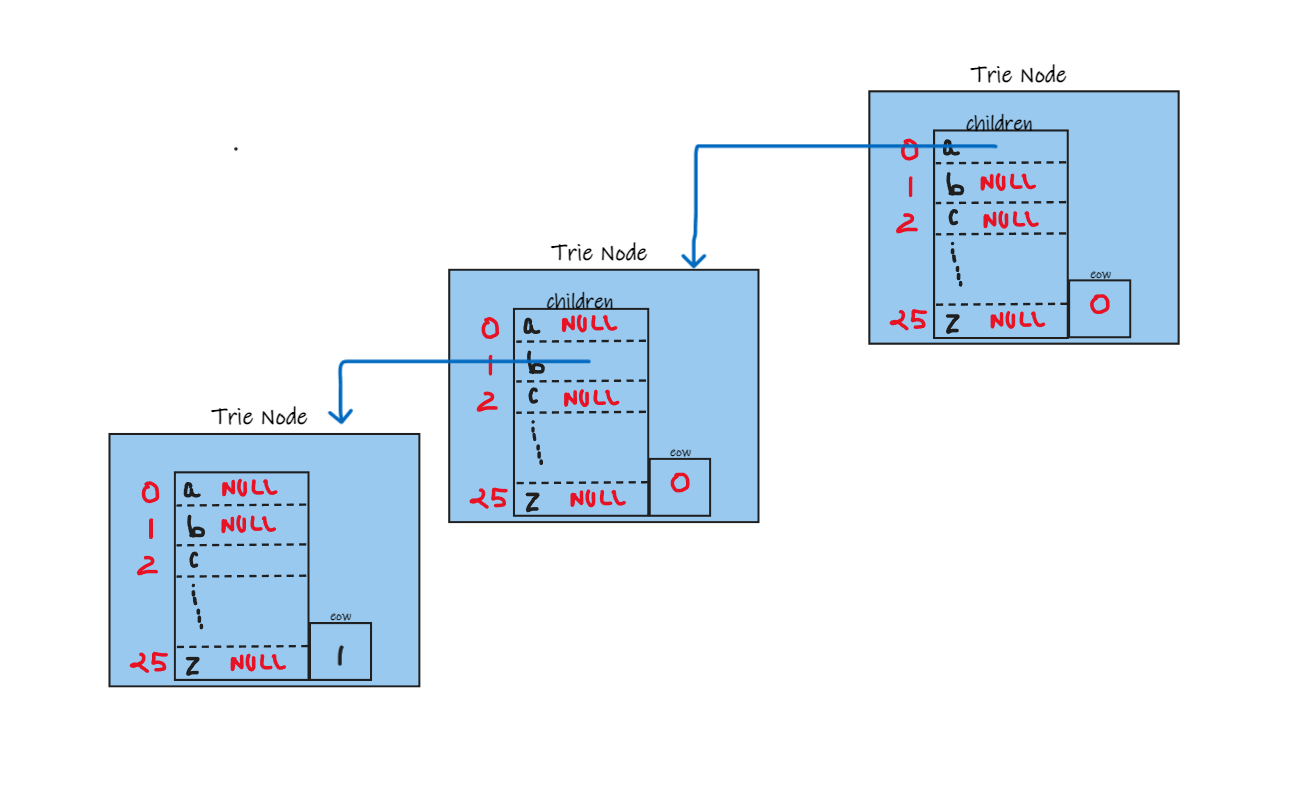 Trie Node
children
0 a
1 b NULL
2 c NULL
25 z NULL
eow
0
Trie Node
children
0 a NULL
1 b
2 c NULL
25 z NULL
eow
0
Trie Node
0 a NULL
1 b NULL
2 c
25 z NULL
eow
1